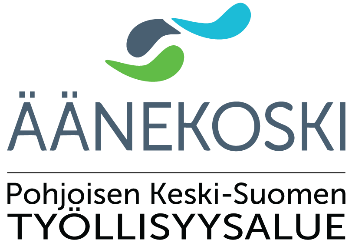 ÄÄNEKOSKI
Pohjoisen Keski-Suomen
TYÖLLISYYSALUE